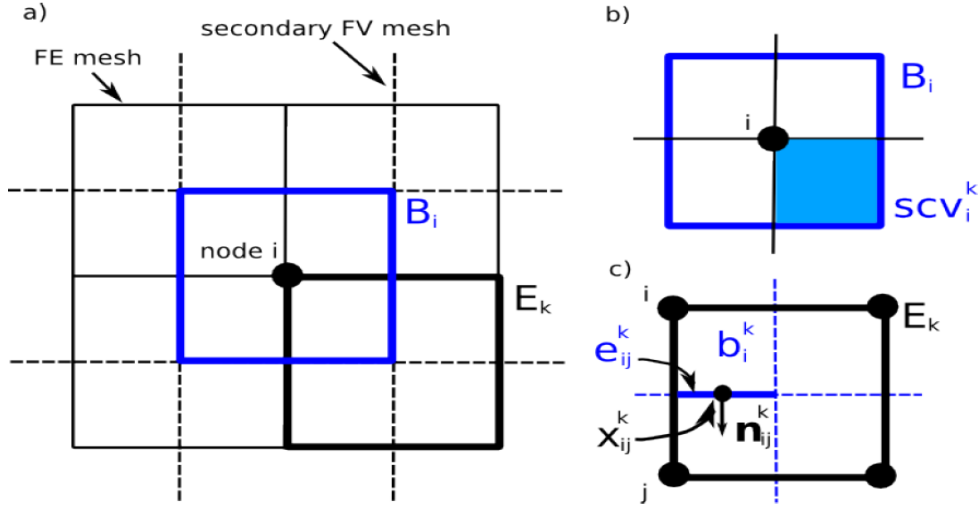 a)
secondary FV mesh
FE mesh
B_i
node i
E_k
b)
B_i
i
scv_i^k
c)
i
E_k
b_i^k
e_ij^k
x_ij^k
n_ij^k
j